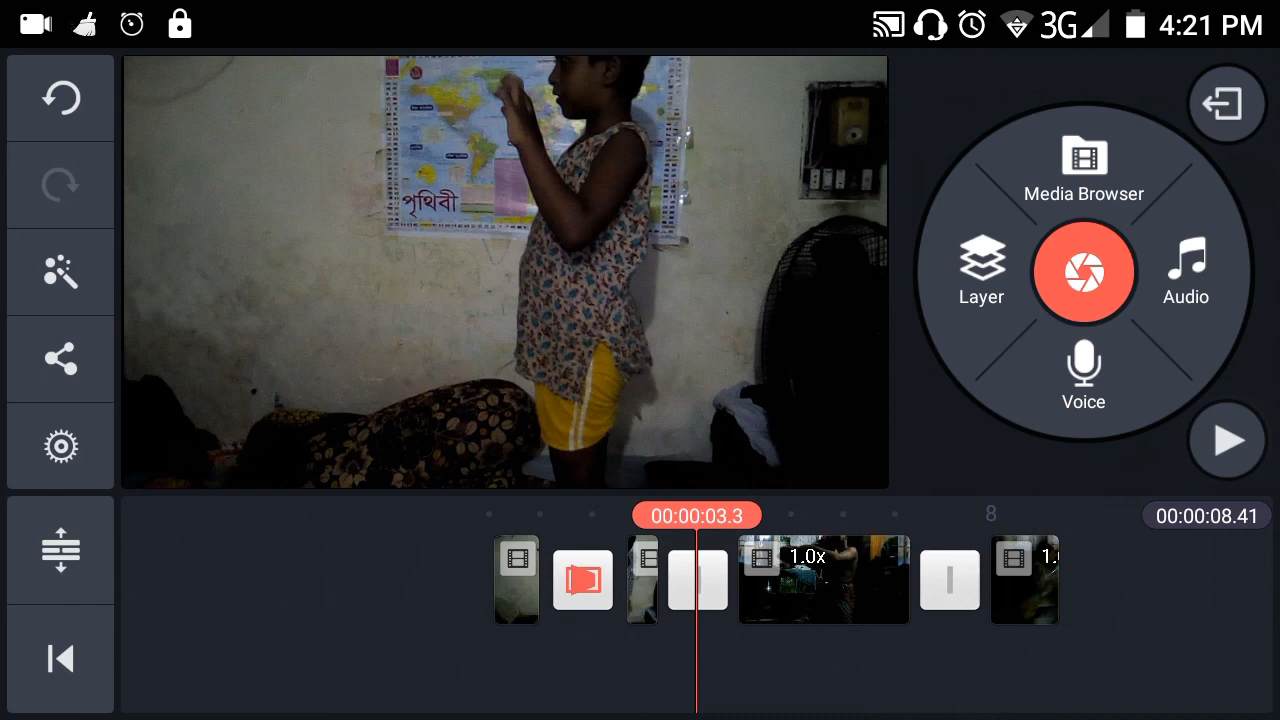 3G 4:21 PM
পৃথিবী
Media Browser
Layer
Audio
Voice
00:00:03.3
8
00:00:08.41
1.0x
1.